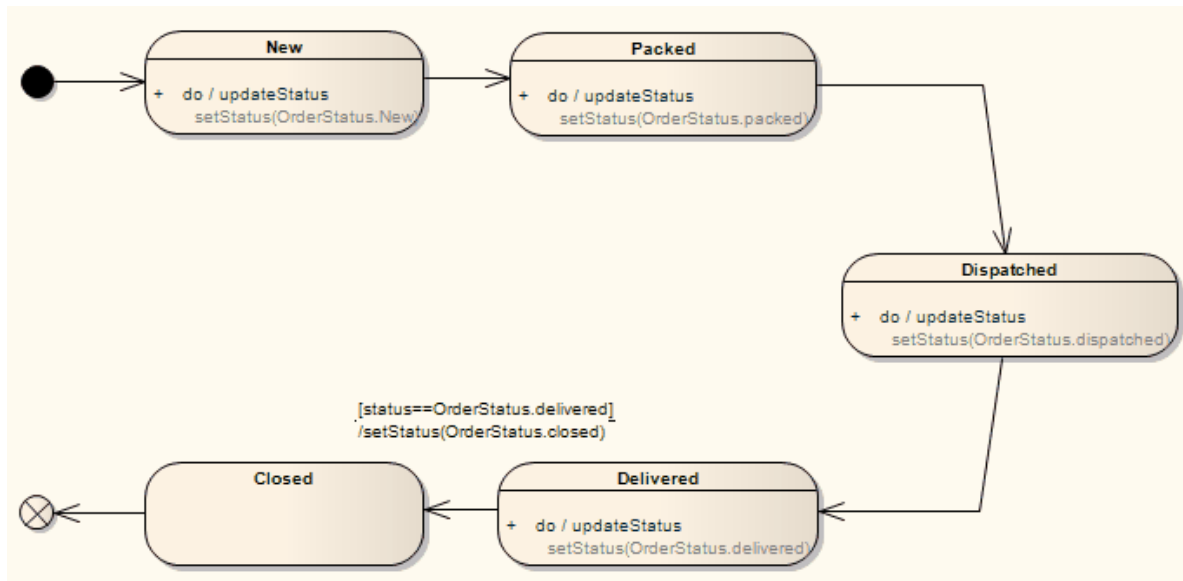 New
+ do / updateStatus
setStatus(OrderStatus.New)
Packed
+ do / updateStatus
setStatus(OrderStatus.packed)
Dispatched
+ do / updateStatus
setStatus(OrderStatus.dispatched)
[status==OrderStatus.delivered]
/setStatus(OrderStatus.closed)
Closed
Delivered
+ do / updateStatus
setStatus(OrderStatus.delivered)